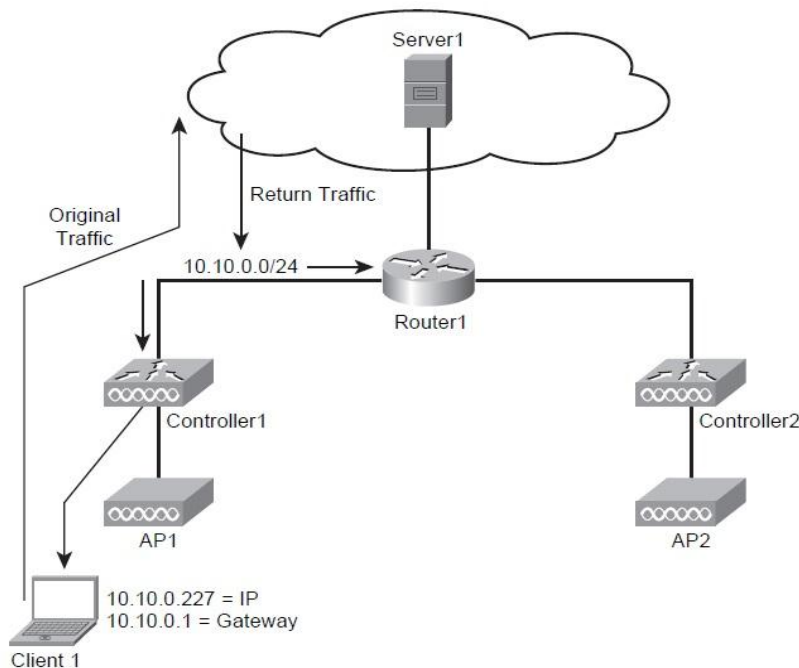 Server1
Return Traffic
Original
Traffic
10.10.0.0/24
Router1
Controller1
Controller2
AP1
AP2
10.10.0.227 = IP
10.10.0.1 = Gateway
Client 1